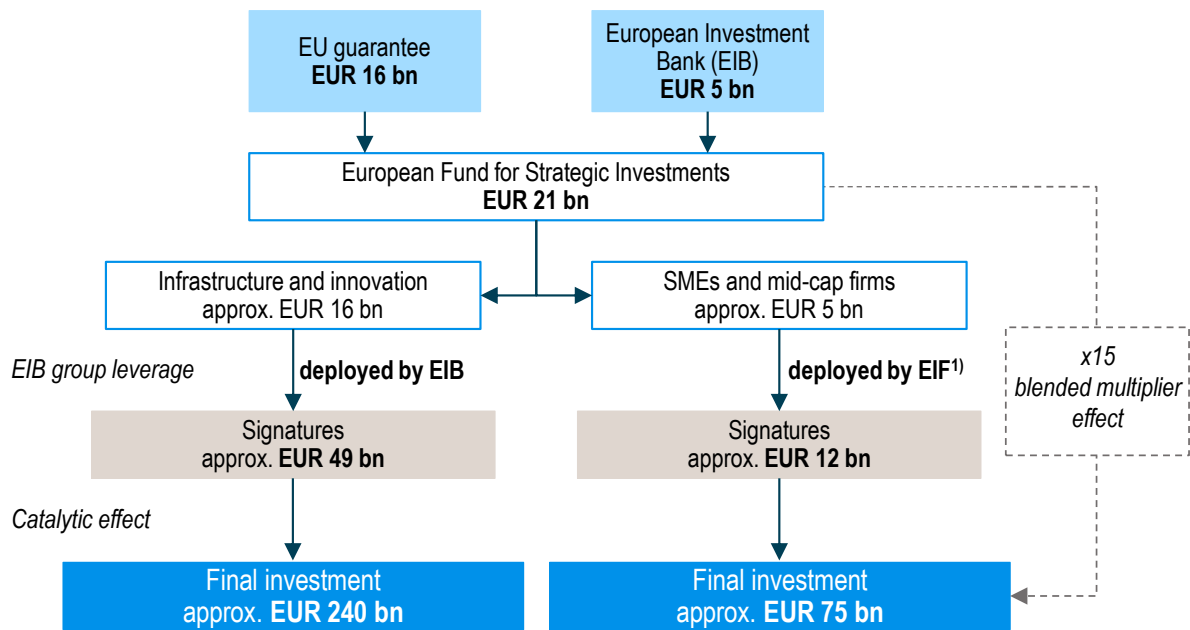 EU guarantee
EUR 16 bn
European Investment
Bank (EIB)
EUR 5 bn
European Fund for Strategic Investments
EUR 21 bn
Infrastructure and innovation
approx. EUR 16 bn
SMEs and mid-cap firms
approx. EUR 5 bn
x15
blended multiplier
effect
EIB group leverage
deployed by EIB
deployed by EIF¹⁾
Signatures
approx. EUR 49 bn
Signatures
approx. EUR 12 bn
Catalytic effect
Final investment
approx. EUR 240 bn
Final investment
approx. EUR 75 bn